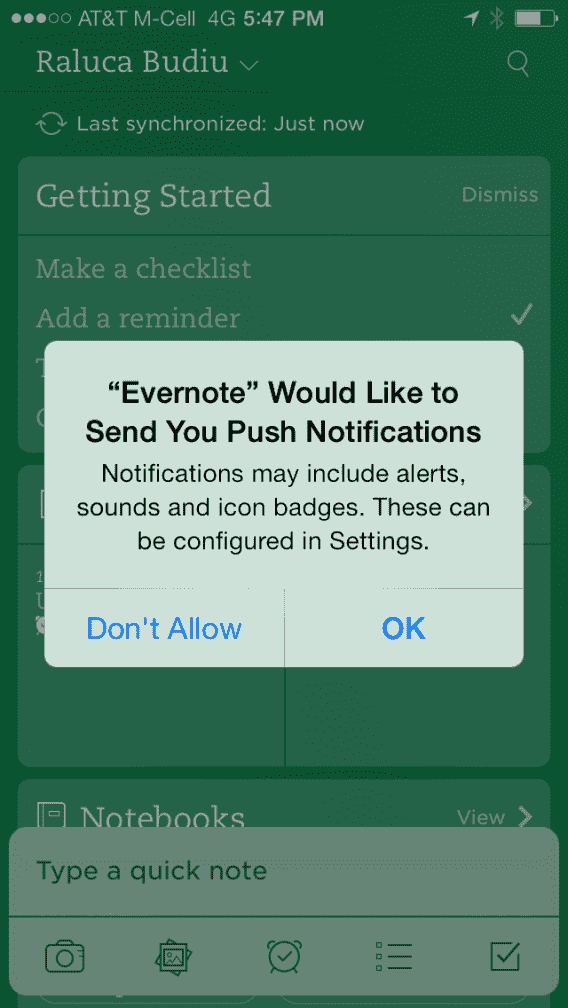 AT&T M-Cell 4G 5:47 PM
Raluca Budiu
Last synchronized: Just now
Getting Started Dismiss
Make a checklist
Add a reminder
“Evernote” Would Like to
Send You Push Notifications
Notifications may include alerts,
sounds and icon badges. These can
be configured in Settings.
Don't Allow OK
Notebooks View
Type a quick note